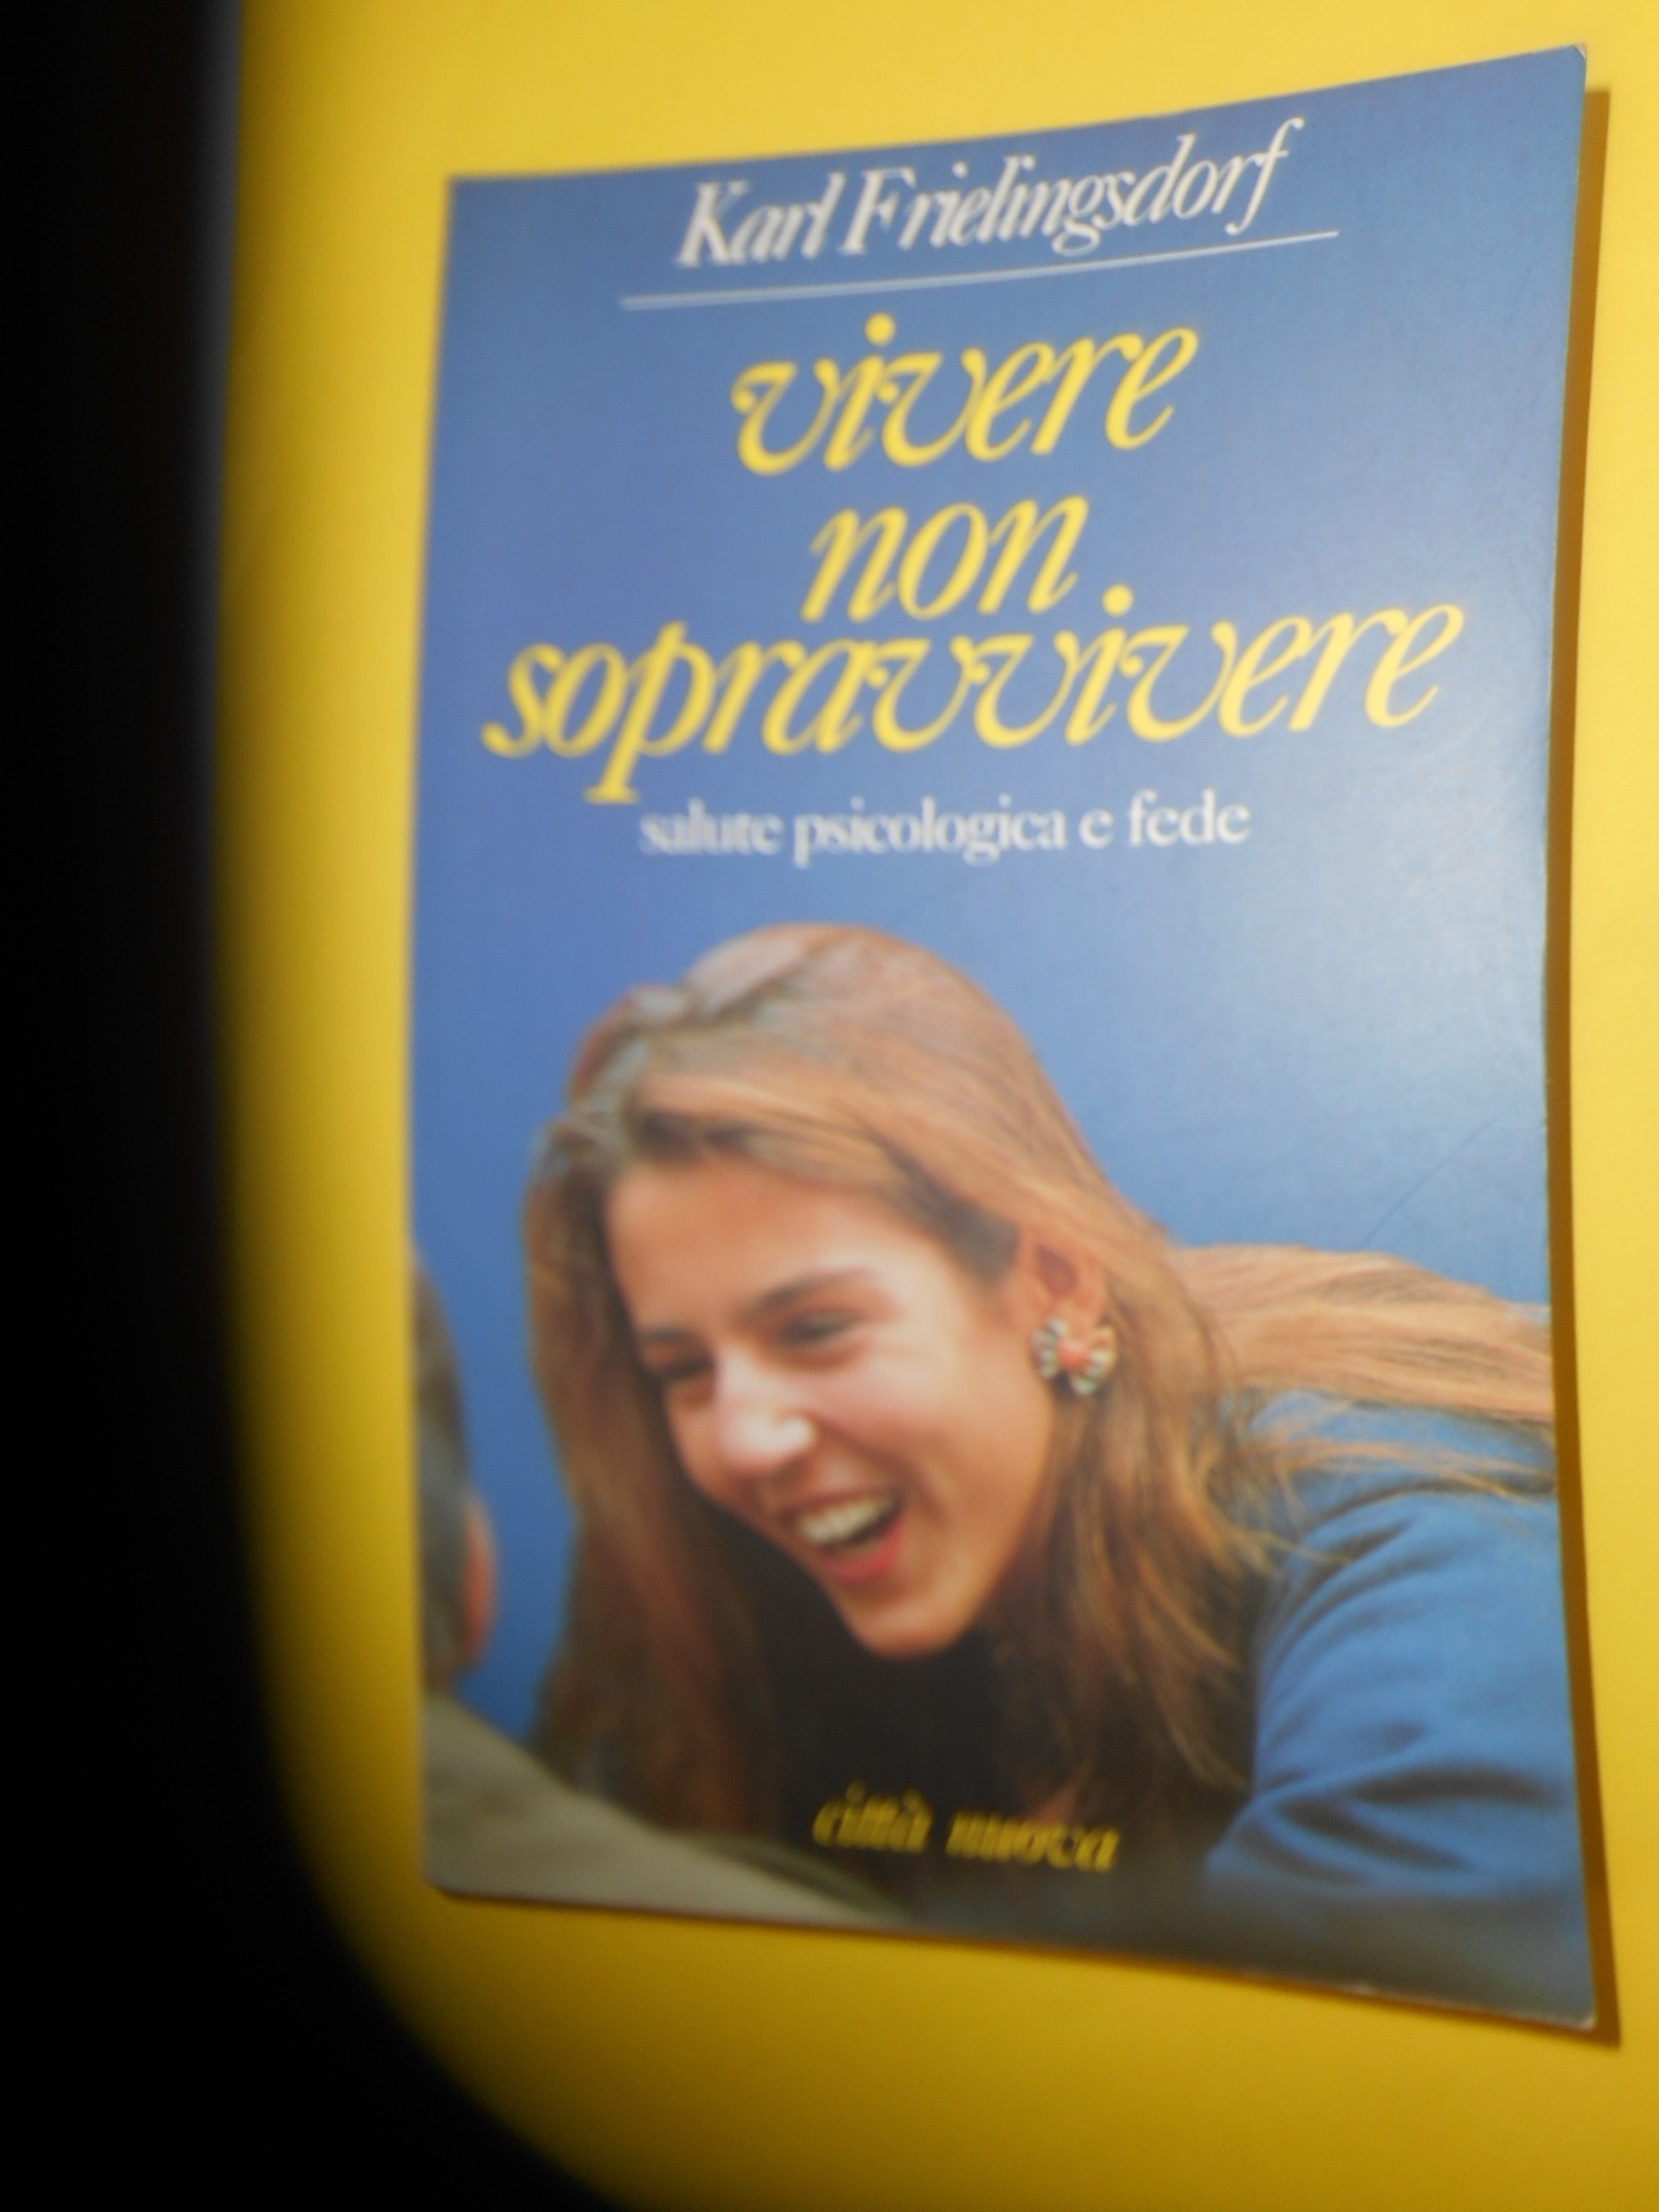 Karl Frielingsdorf
vivere
non
sopravvivere
salute psicologica e fede
città nuova